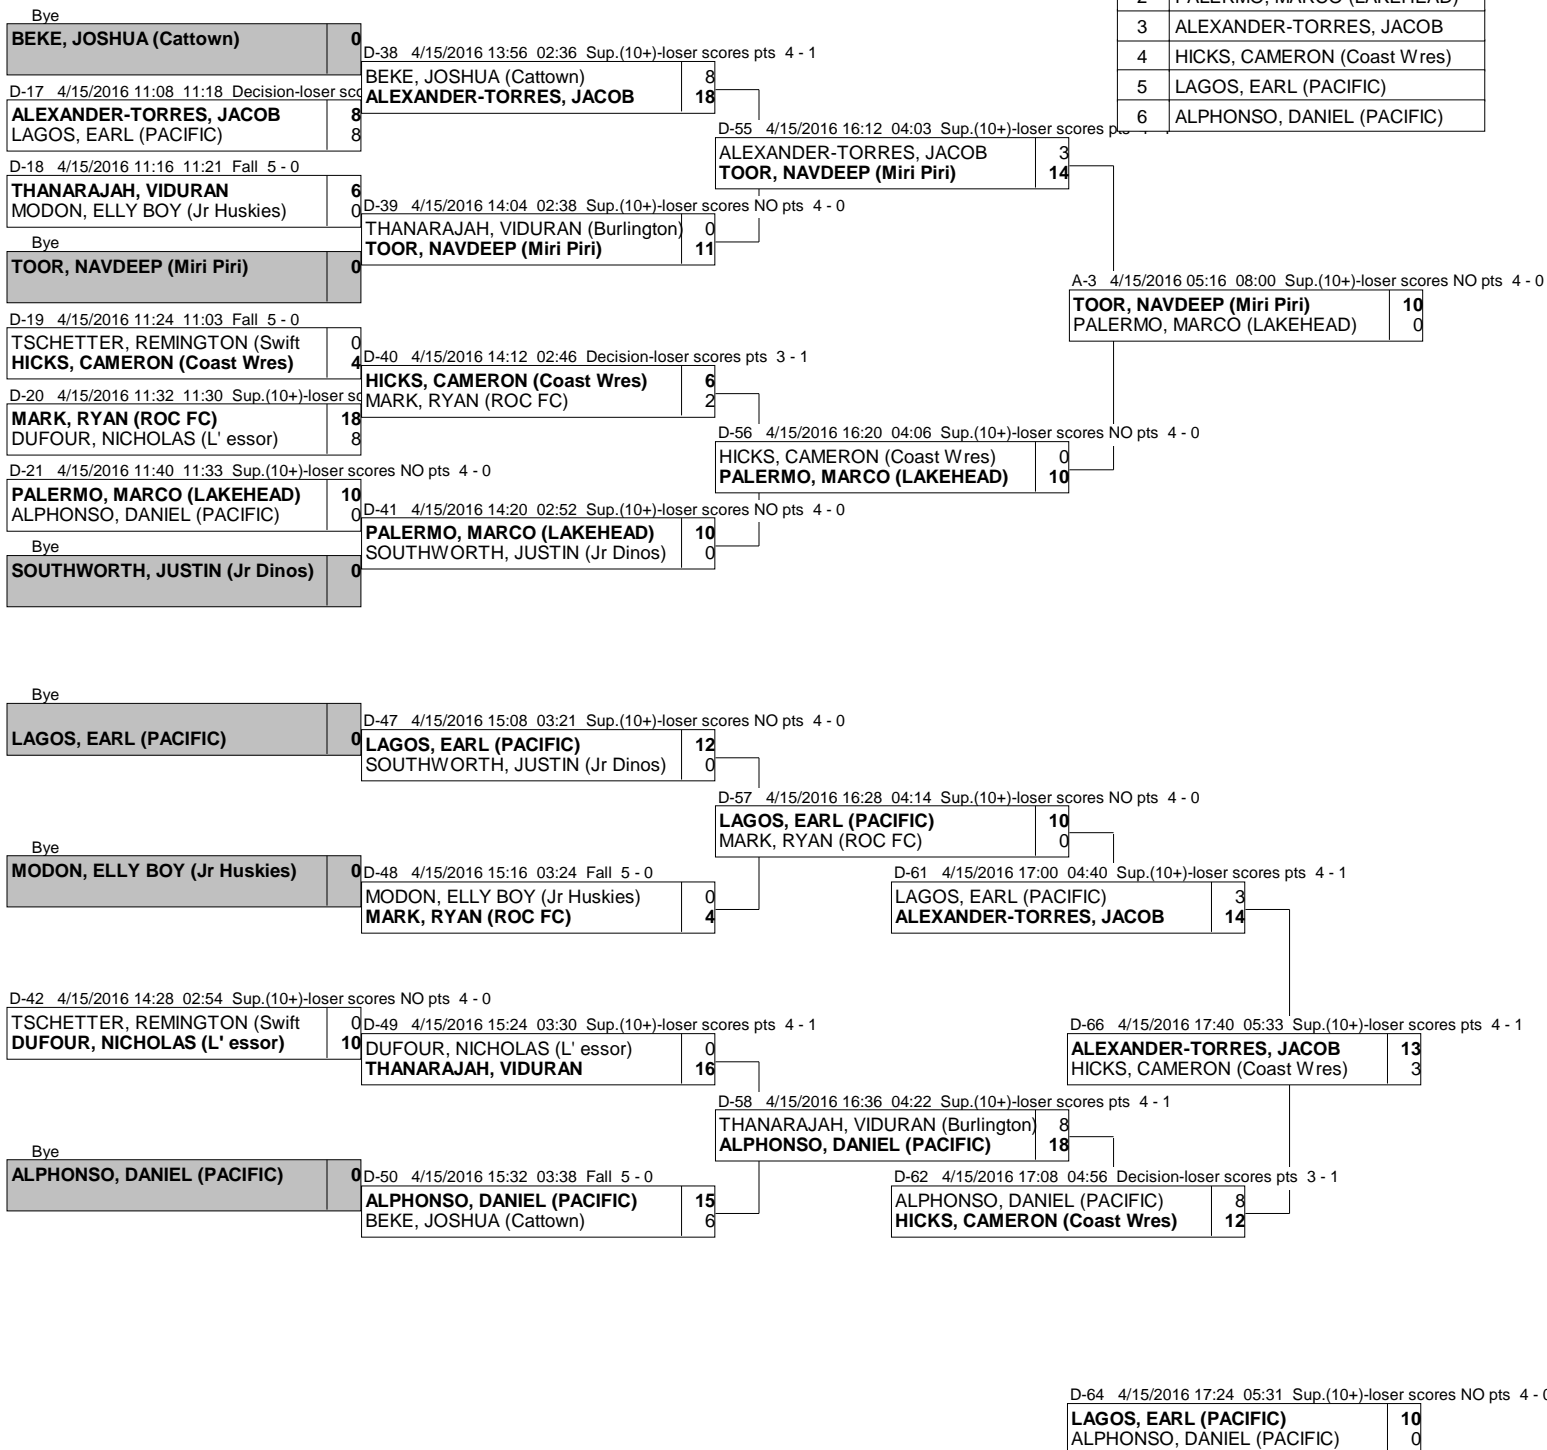 2 PALERMO, MARCO (LAKEHEAD)
3 ALEXANDER-TORRES, JACOB
4 HICKS, CAMERON (Coast Wres)
5 LAGOS, EARL (PACIFIC)
6 ALPHONSO, DANIEL (PACIFIC)
Bye
BEKE, JOSHUA (Cattown) 0
D-17 4/15/2016 11:08 11:18 Decision-loser sco
ALEXANDER-TORRES, JACOB 8
LAGOS, EARL (PACIFIC) 8
D-18 4/15/2016 11:16 11:21 Fall 5 - 0
THANARAJAH, VIDURAN 6
MODON, ELLY BOY (Jr Huskies) 0
Bye
TOOR, NAVDEEP (Miri Piri) 0
D-19 4/15/2016 11:24 11:03 Fall 5 - 0
TSCHETTER, REMINGTON (Swift 0
HICKS, CAMERON (Coast Wres) 4
D-20 4/15/2016 11:32 11:30 Sup.(10+)-loser sc
MARK, RYAN (ROC FC) 18
DUFOUR, NICHOLAS (L' essor) 8
D-21 4/15/2016 11:40 11:33 Sup.(10+)-loser scores NO pts 4 - 0
PALERMO, MARCO (LAKEHEAD) 10
ALPHONSO, DANIEL (PACIFIC) 0
Bye
SOUTHWORTH, JUSTIN (Jr Dinos) 0
D-38 4/15/2016 13:56 02:36 Sup.(10+)-loser scores pts 4 - 1
BEKE, JOSHUA (Cattown) 8
ALEXANDER-TORRES, JACOB 18
D-39 4/15/2016 14:04 02:38 Sup.(10+)-loser scores NO pts 4 - 0
THANARAJAH, VIDURAN (Burlington) 0
TOOR, NAVDEEP (Miri Piri) 11
D-40 4/15/2016 14:12 02:46 Decision-loser scores pts 3 - 1
HICKS, CAMERON (Coast Wres) 6
MARK, RYAN (ROC FC) 2
D-41 4/15/2016 14:20 02:52 Sup.(10+)-loser scores NO pts 4 - 0
PALERMO, MARCO (LAKEHEAD) 10
SOUTHWORTH, JUSTIN (Jr Dinos) 0
D-55 4/15/2016 16:12 04:03 Sup.(10+)-loser scores
ALEXANDER-TORRES, JACOB 3
TOOR, NAVDEEP (Miri Piri) 14
D-56 4/15/2016 16:20 04:06 Sup.(10+)-loser scores NO pts 4 - 0
HICKS, CAMERON (Coast Wres) 0
PALERMO, MARCO (LAKEHEAD) 10
A-3 4/15/2016 05:16 08:00 Sup.(10+)-loser scores NO pts 4 - 0
TOOR, NAVDEEP (Miri Piri) 10
PALERMO, MARCO (LAKEHEAD) 0
Bye
LAGOS, EARL (PACIFIC) 0
Bye
MODON, ELLY BOY (Jr Huskies) 0
D-42 4/15/2016 14:28 02:54 Sup.(10+)-loser scores NO pts 4 - 0
TSCHETTER, REMINGTON (Swift 0
DUFOUR, NICHOLAS (L' essor) 10
Bye
ALPHONSO, DANIEL (PACIFIC) 0
D-47 4/15/2016 15:08 03:21 Sup.(10+)-loser scores NO pts 4 - 0
LAGOS, EARL (PACIFIC) 12
SOUTHWORTH, JUSTIN (Jr Dinos) 0
D-48 4/15/2016 15:16 03:24 Fall 5 - 0
MODON, ELLY BOY (Jr Huskies) 0
MARK, RYAN (ROC FC) 4
D-49 4/15/2016 15:24 03:30 Sup.(10+)-loser scores pts 4 - 1
DUFOUR, NICHOLAS (L' essor) 0
THANARAJAH, VIDURAN 16
D-50 4/15/2016 15:32 03:38 Fall 5 - 0
ALPHONSO, DANIEL (PACIFIC) 15
BEKE, JOSHUA (Cattown) 6
D-57 4/15/2016 16:28 04:14 Sup.(10+)-loser scores NO pts 4 - 0
LAGOS, EARL (PACIFIC) 10
MARK, RYAN (ROC FC) 0
D-58 4/15/2016 16:36 04:22 Sup.(10+)-loser scores pts 4 - 1
THANARAJAH, VIDURAN (Burlington) 8
ALPHONSO, DANIEL (PACIFIC) 18
D-61 4/15/2016 17:00 04:40 Sup.(10+)-loser scores pts 4 - 1
LAGOS, EARL (PACIFIC) 3
ALEXANDER-TORRES, JACOB 14
D-62 4/15/2016 17:08 04:56 Decision-loser scores pts 3 - 1
ALPHONSO, DANIEL (PACIFIC) 8
HICKS, CAMERON (Coast Wres) 12
D-66 4/15/2016 17:40 05:33 Sup.(10+)-loser scores pts 4 - 1
ALEXANDER-TORRES, JACOB 13
HICKS, CAMERON (Coast Wres) 3
D-64 4/15/2016 17:24 05:31 Sup.(10+)-loser scores NO pts 4 - 0
LAGOS, EARL (PACIFIC) 10
ALPHONSO, DANIEL (PACIFIC) 0